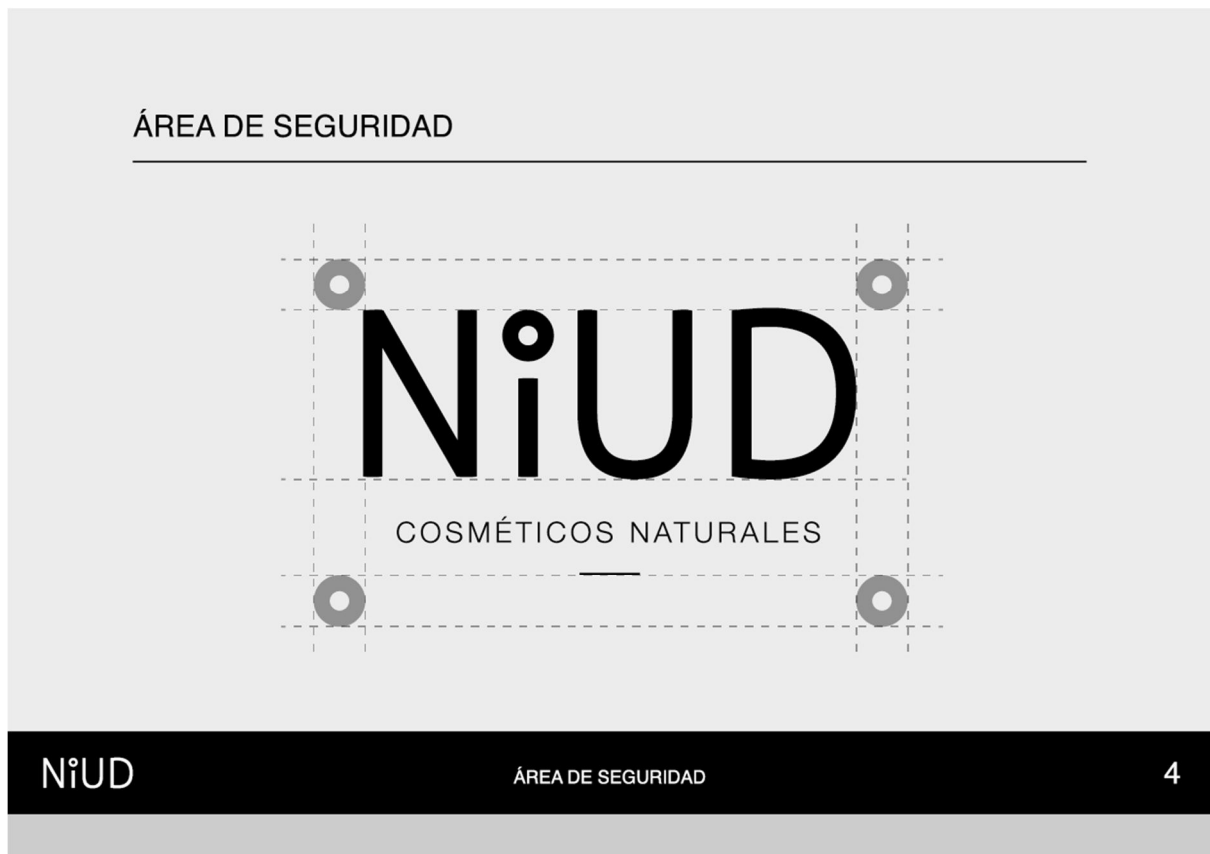 ÁREA DE SEGURIDAD
NiUD
COSMÉTICOS NATURALES
NiUD
ÁREA DE SEGURIDAD
4